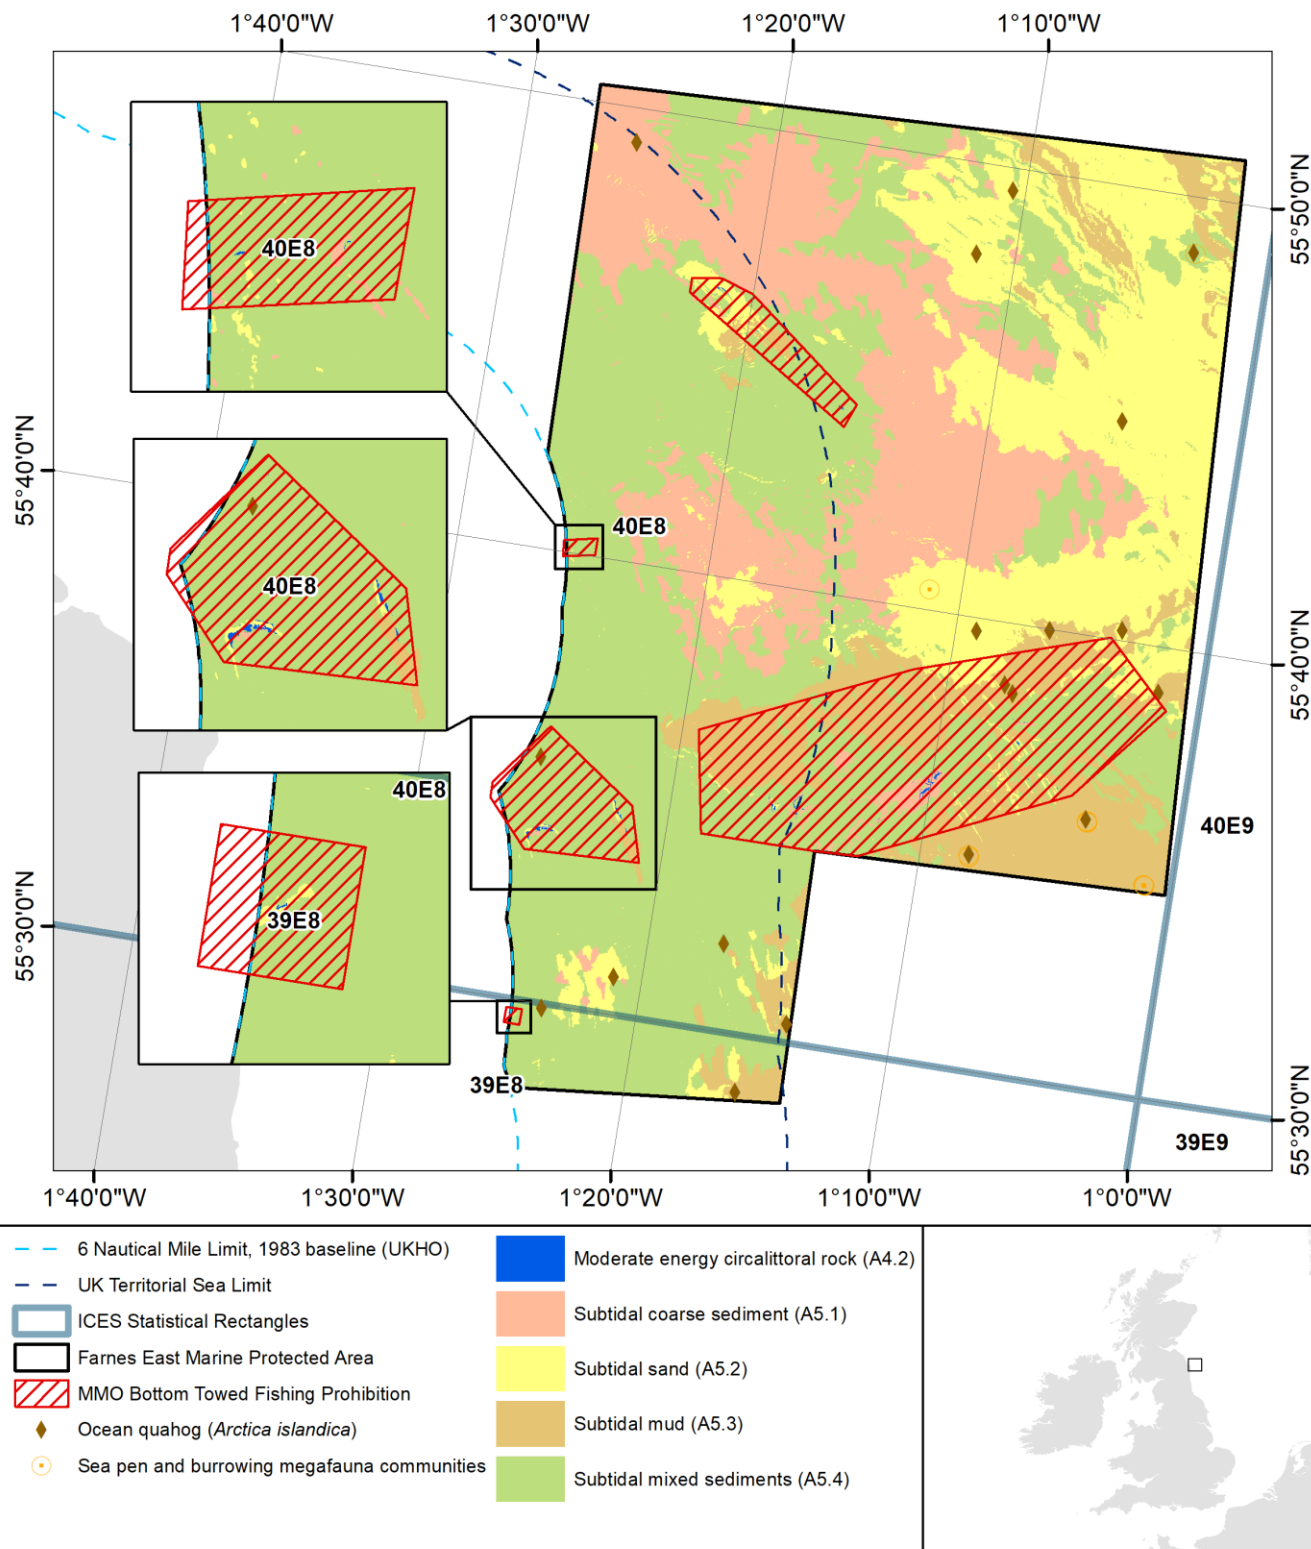 1°40'0"W
1°30'0"W
1°20'0"W
1°10'0"W
55°50'0"N
40E8
55°40'0"N
40E8
40E8
55°40'0"N
40E8
40E9
39E8
55°30'0"N
39E8
39E9
55°30'0"N
1°40'0"W
1°30'0"W
1°20'0"W
1°10'0"W
1°0'0"W
6 Nautical Mile Limit, 1983 baseline (UKHO)
UK Territorial Sea Limit
ICES Statistical Rectangles
Farnes East Marine Protected Area
MMO Bottom Towed Fishing Prohibition
Ocean quahog (Arctica islandica)
Sea pen and burrowing megafauna communities
Moderate energy circalittoral rock (A4.2)
Subtidal coarse sediment (A5.1)
Subtidal sand (A5.2)
Subtidal mud (A5.3)
Subtidal mixed sediments (A5.4)